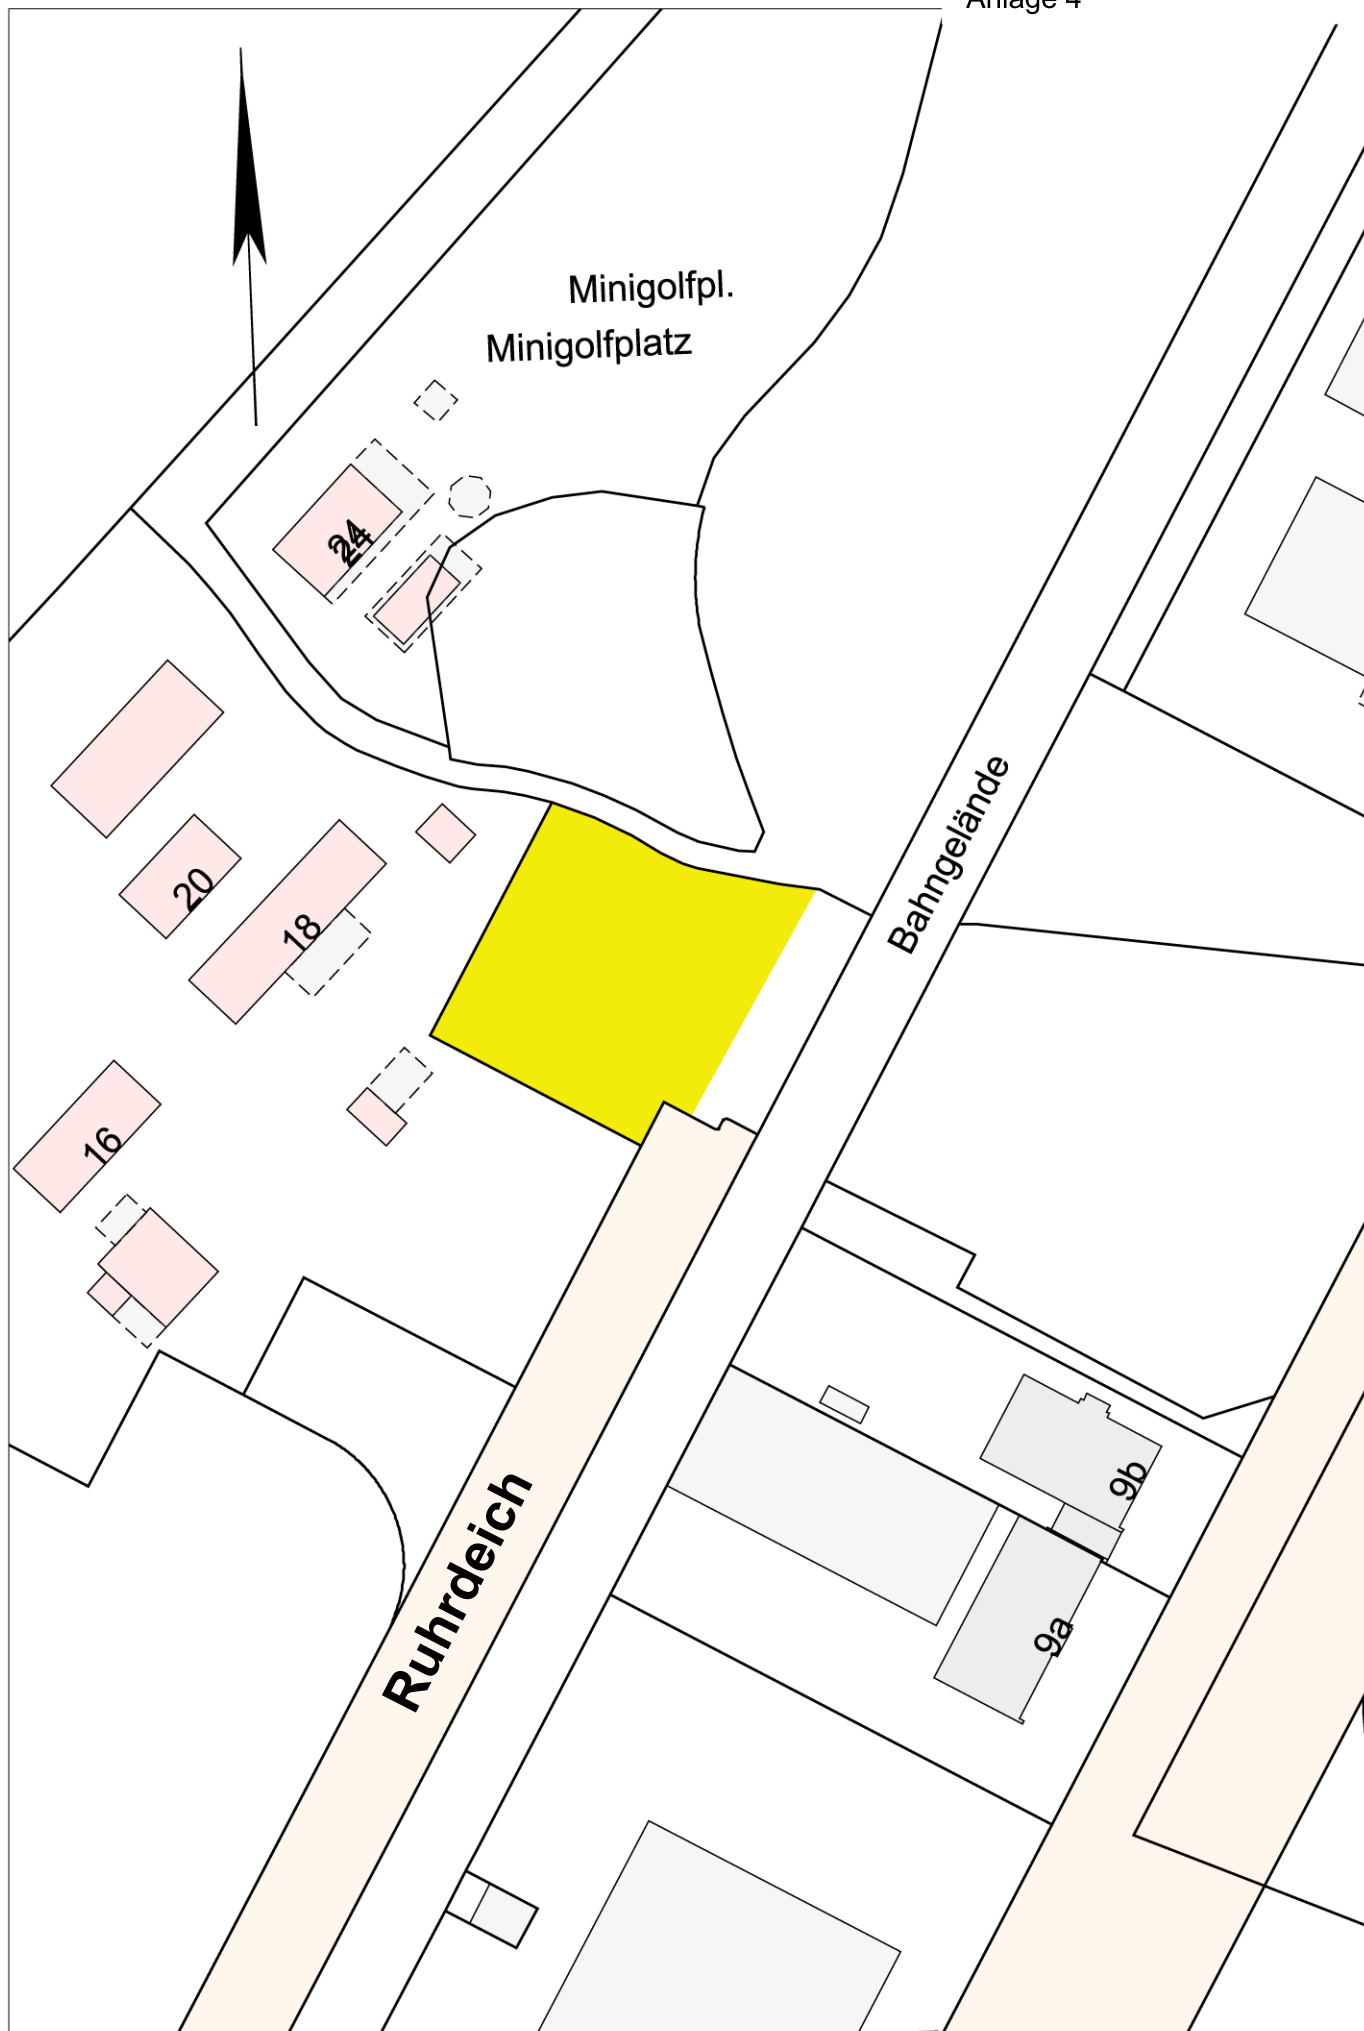 Anlage 4
Minigolfpl.
Minigolfplatz
24
Bahngelände
20
18
16
9b
Ruhrdeich
9a